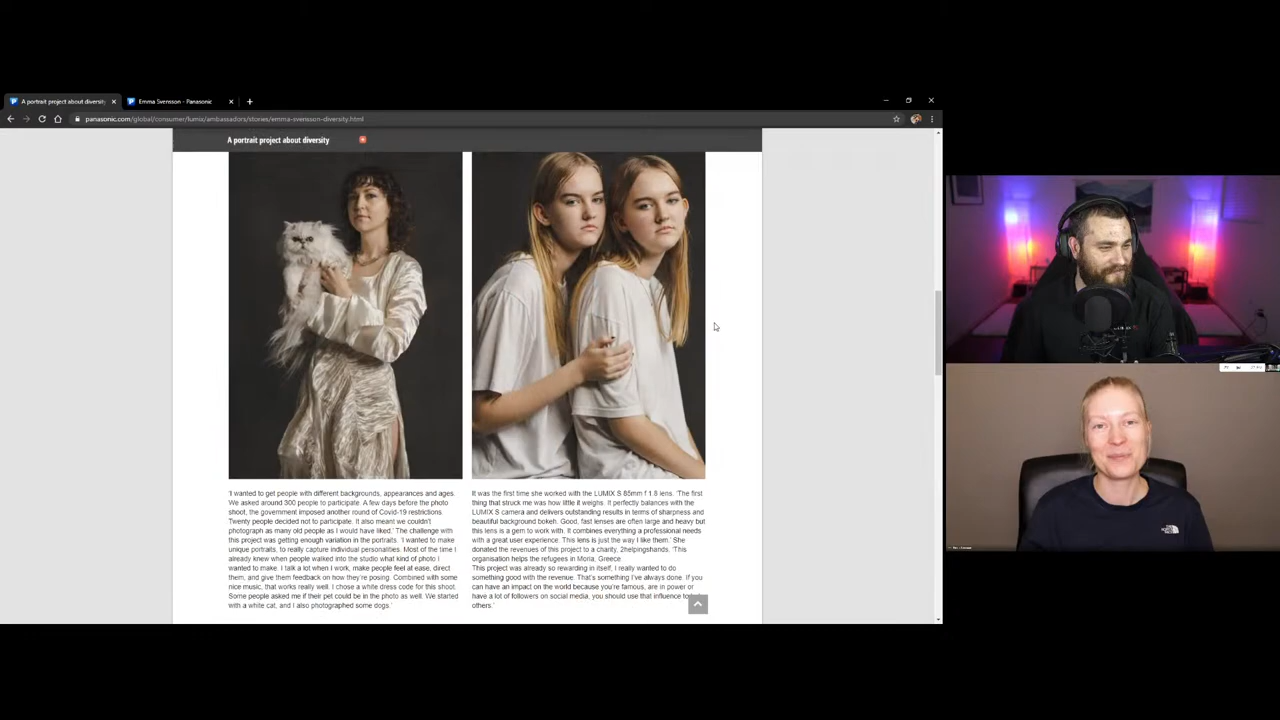 A portrait project about diversity
Emma Svensson - Panasonic
panasonic.com/global/consumer/lumix/ambassadors/stories/emma-svensson-diversity.html
A portrait project about diversity
'I wanted to get people with different backgrounds, appearances and ages.
We asked around 300 people to participate. A few days before the photo
shoot, the government imposed another round of Covid-19 restrictions.
Twenty people decided not to participate. It also meant we couldn't
photograph as many old people as I would have liked.' The challenge with
this project was getting enough variation in the portraits. 'I wanted to make
unique portraits, to really capture individual personalities. Most of the time I
already knew when people walked into the studio what kind of photo I
wanted to make. I talk a lot when I work, make people feel at ease, direct
them, and give them feedback on how they're posing. Combined with some
nice music, that works really well. I chose a white dress code for this shoot.
Some people asked me if their pet could be in the photo as well. We started
with a white cat, and I also photographed some dogs.'
It was the first time she worked with the LUMIX S 85mm f 1.8 lens. 'The first
thing that struck me was how little it weighs. It perfectly balances with the
LUMIX S camera and delivers outstanding results in terms of sharpness and
beautiful background bokeh. Good, fast lenses are often large and heavy but
this lens is a gem to work with. It combines everything a professional needs
with a great user experience. This lens is just the way I like them.' She
donated the revenues of this project to a charity, 2helpingshands. 'This
organisation helps the refugees in Moria, Greece
This project was already so rewarding in itself, I really wanted to do
something good with the revenue. That's something I've always done. If you
can have an impact on the world because you're famous, are in power or
have a lot of followers on social media, you should use that influence
others.'